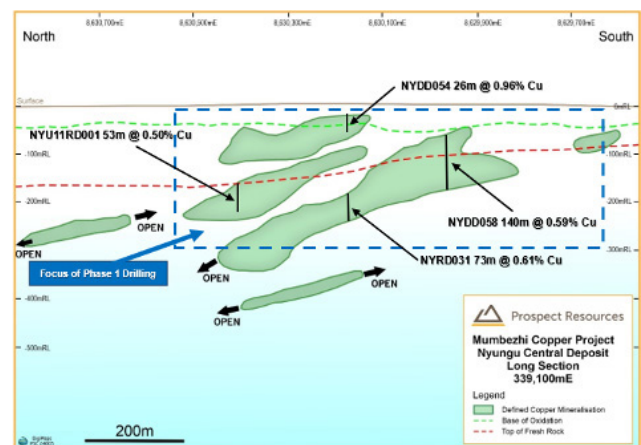 North
8,630,700mE
8,630,500mE
8,630,300mE
8,630,100mE
8,629,900mE
8,629,700mE
South
NYDD054 26m @ 0.96% Cu
Surface
0mRL
NYU11RD001 53m @ 0.50% Cu
-100mRL
-100mRL
-200mRL
-200mRL
NYDD058 140m @ 0.59% Cu
OPEN
OPEN
Focus of Phase 1 Drilling
NYRD031 73m @ 0.61% Cu
-300mRL
OPEN
OPEN
OPEN
-400mRL
-500mRL
Prospect Resources
Mumbezhi Copper Project
Nyungu Central Deposit
Long Section
339,100mE
Legend
Defined Copper Mineralisation
Base of Oxidation
Top of Fresh Rock
200m